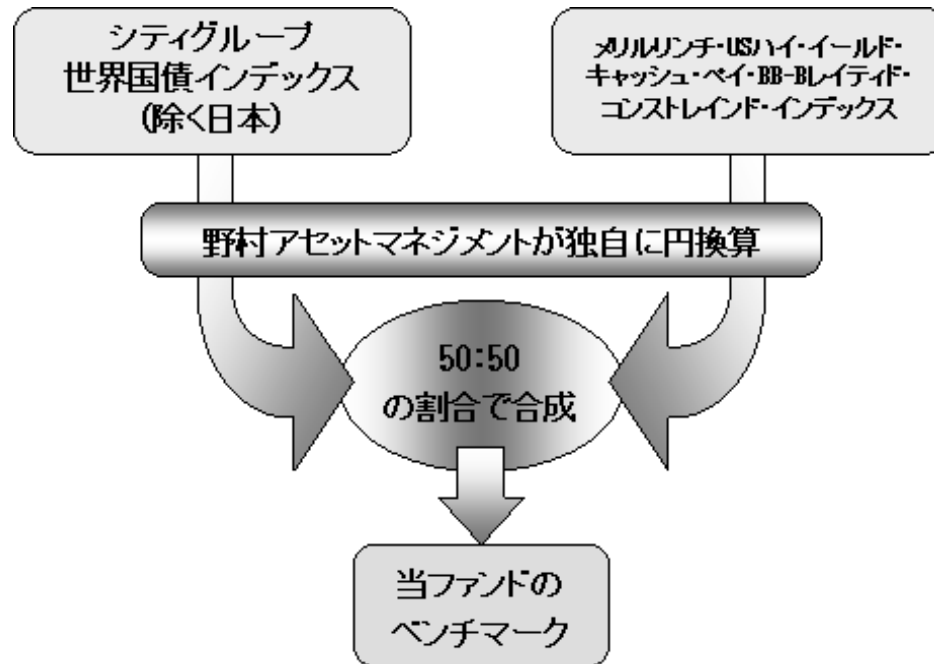 シティグループ
世界国債インデックス
(除く日本)
メリルリンチ・USハイ・イールド・
キャッシュ・ペイ・BB-Bレイティド・
コンストレインド・インデックス
野村アセットマネジメントが独自に円換算
50:50
の割合で合成
当ファンドの
ベンチマーク